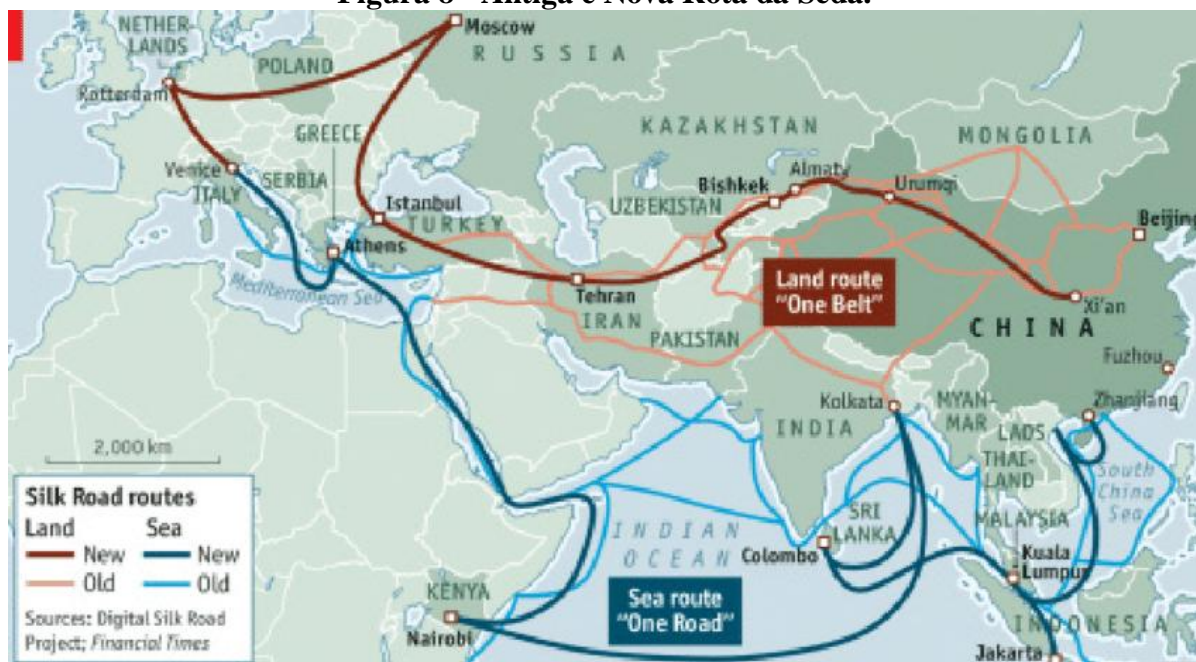 Antiga e Nova Rota da Seda.
NETHER-
LANDS
Moscow
RUSSIA
POLAND
Rotterdam
KAZAKHSTAN
MONGOLIA
GREECE
Venice
ITALY
SERBIA
Almaty
Bishkek
Urumqi
Istanbul
UZBEKISTAN
TURKEY
Beijing
Athens
Mediterranean Sea
Tehran
IRAN
Land route
"One Belt"
Xi'an
PAKISTAN
CHINA
Fuzhou
Kolkata
MYAN-
MAR
Zhanjiang
INDIA
LAOS
THAI-
LAND
South
China
Sea
2,000 km
Silk Road routes
Land
Sea
New
New
Old
Old
Sources: Digital Silk Road
Project; Financial Times
SRI
LANKA
MALAYSIA
INDIAN
OCEAN
Colombo
Kuala
Lumpur
KENYA
Nairobi
Sea route
"One Road"
INDONESIA
Jakarta